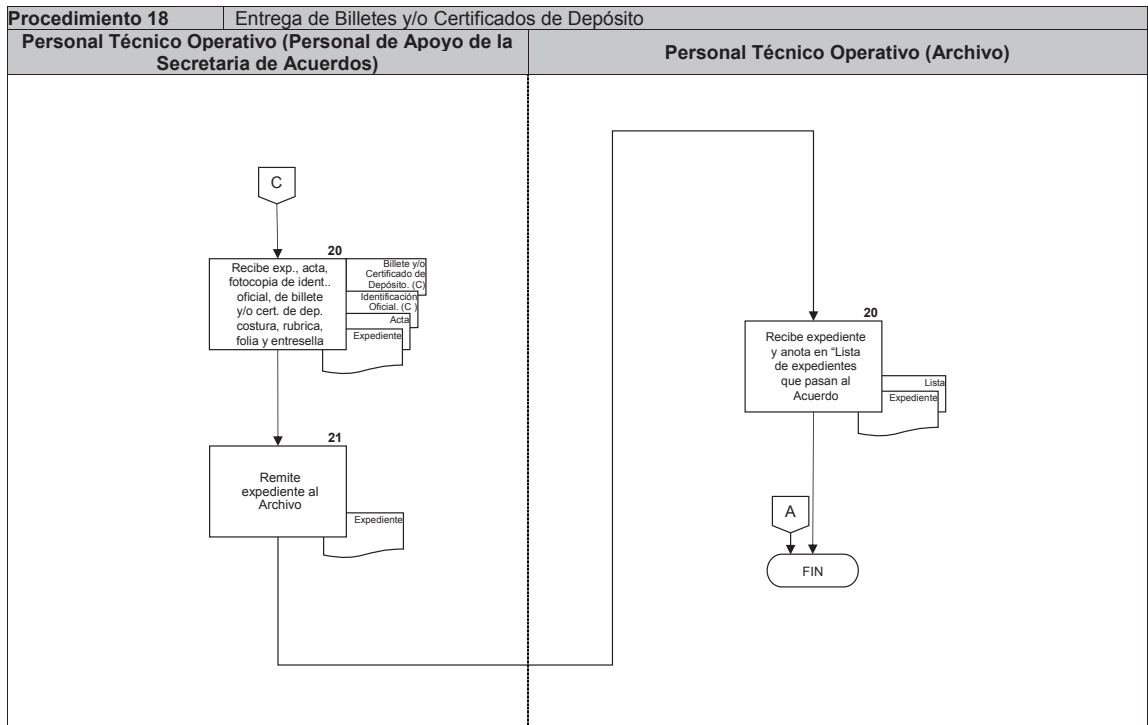 Procedimiento 18
Entrega de Billetes y/o Certificados de Depósito
Personal Técnico Operativo (Personal de Apoyo de la
Secretaria de Acuerdos)
Personal Técnico Operativo (Archivo)
C
20
Recibe exp., acta,
fotocopia de ident..
oficial, de billete
y/o cert. de dep.
costura, rubrica,
folia y entresella
Billete y/o
Certificado de
Depósito. (C)
Identificación
Oficial. (C )
Acta
Expediente
21
Remite
expediente al
Archivo
Expediente
20
Recibe expediente
y anota en “Lista
de expedientes
que pasan al
Acuerdo
Lista
Expediente
A
FIN